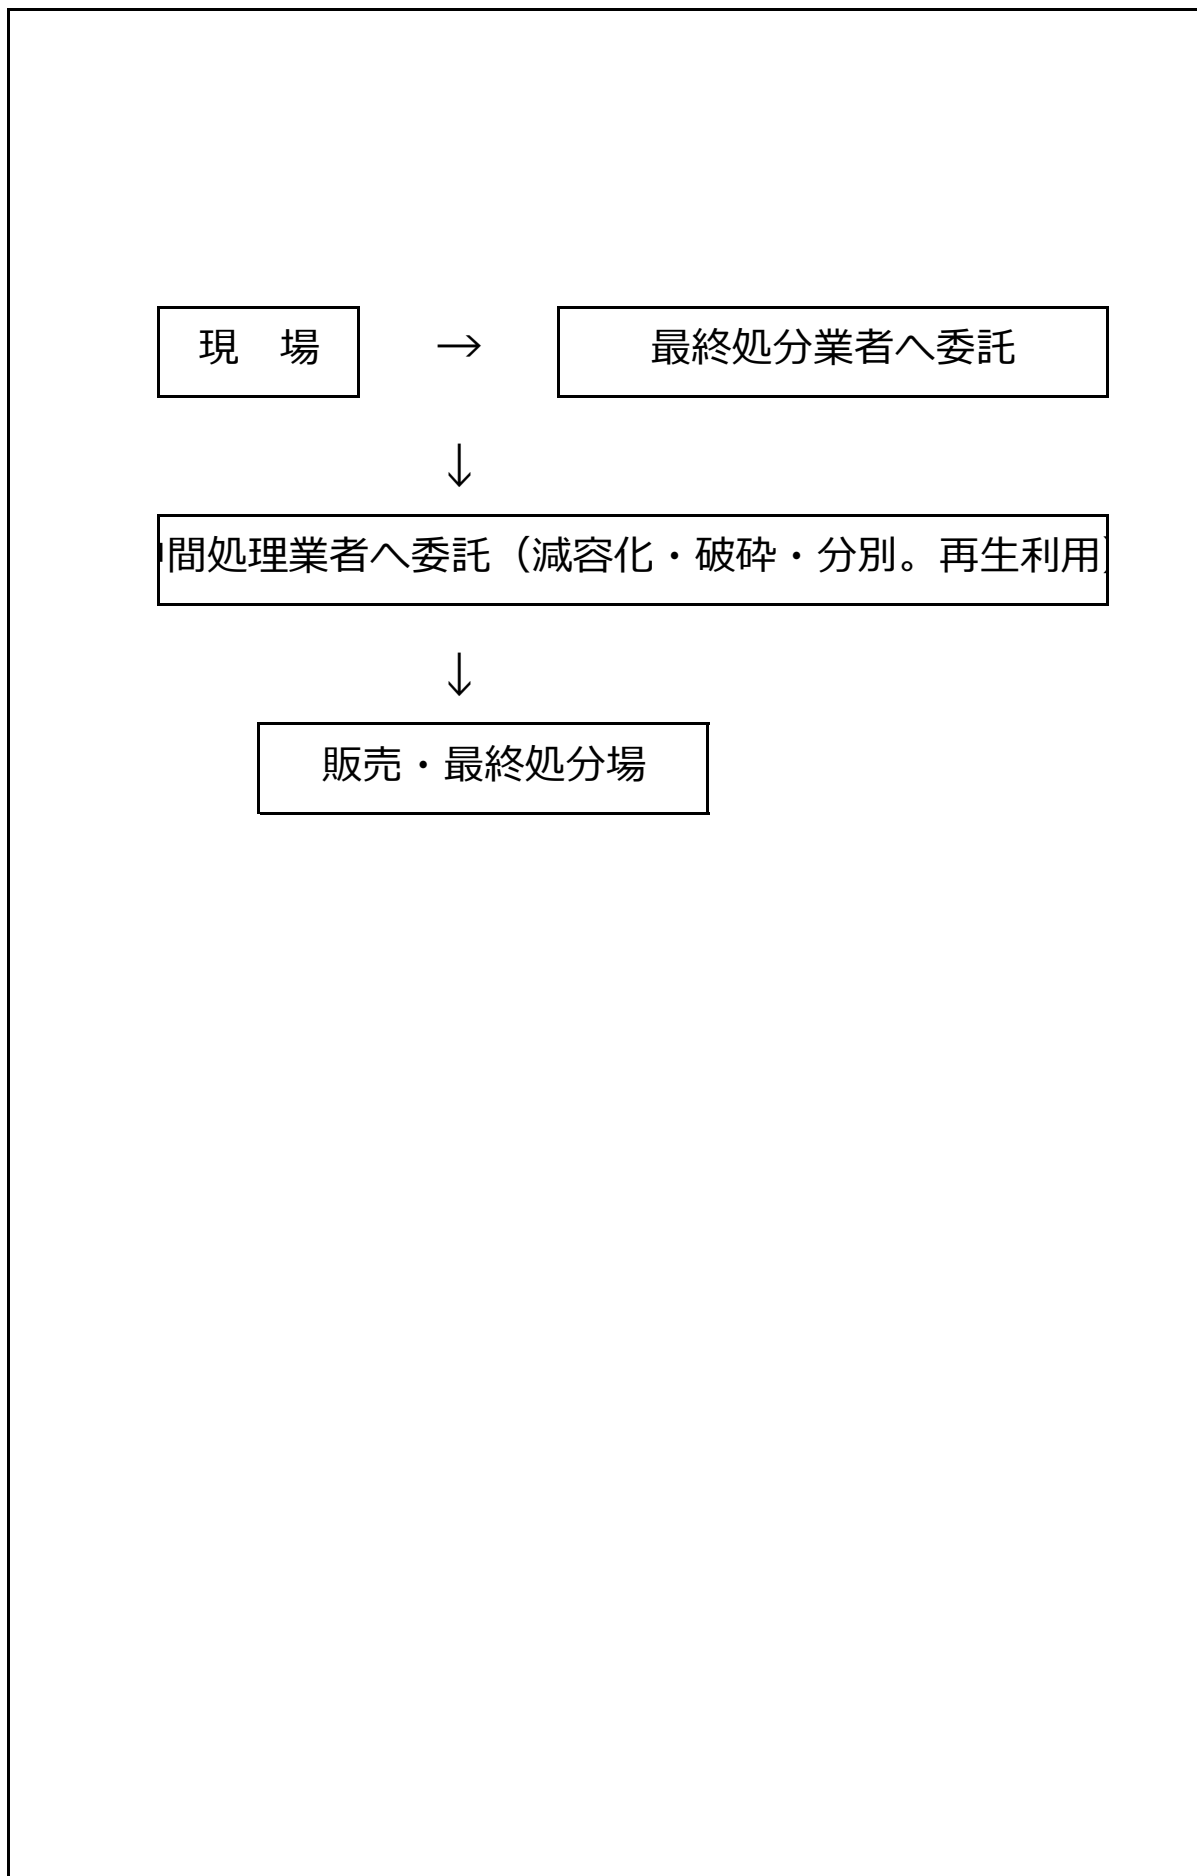 現　場 → 最終処分業者へ委託
↓
間処理業者へ委託（減容化・破砕・分別。再生利用）
↓
販売・最終処分場